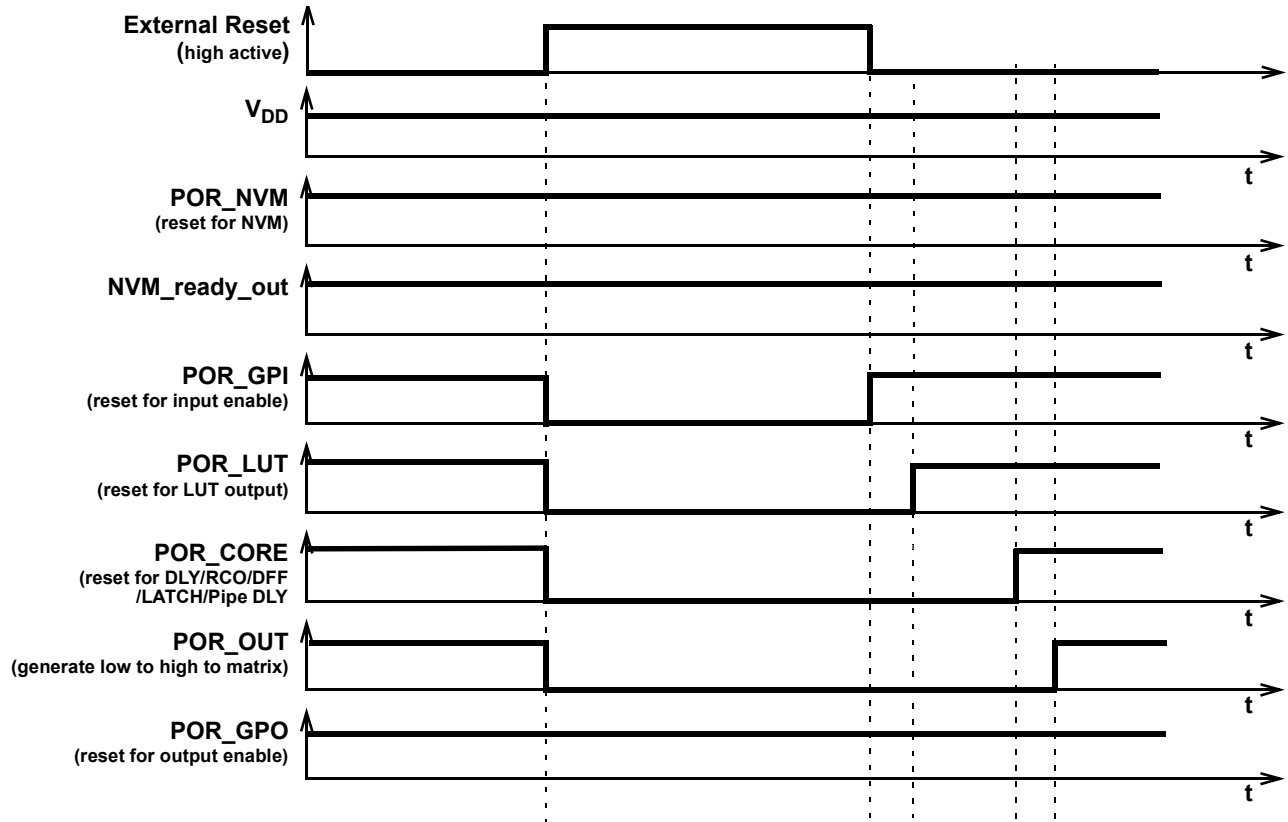 External Reset
(high active)
VDD
t
POR_NVM
(reset for NVM)
t
NVM_ready_out
t
POR_GPI
(reset for input enable)
t
POR_LUT
(reset for LUT output)
t
POR_CORE
(reset for DLY/RCO/DFF
/LATCH/Pipe DLY
t
POR_OUT
(generate low to high to matrix)
t
POR_GPO
(reset for output enable)
t